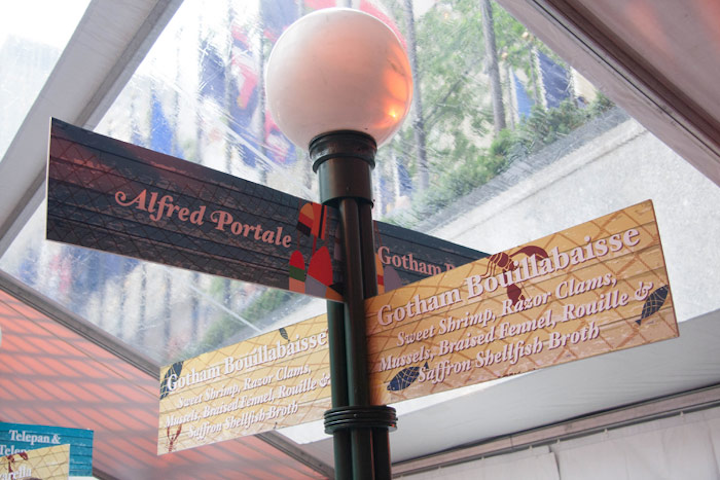 Alfred Portale
Gotham
Gotham Bouillabaisse
Sweet Shrimp, Razor Clams,
Mussels, Braised Fennel, Rouille &
Saffron Shellfish Broth
Gotham Bouillabaisse
Sweet Shrimp, Razor Clams,
Mussels, Braised Fennel, Rouille &
Saffron Shellfish Broth
Telepan &